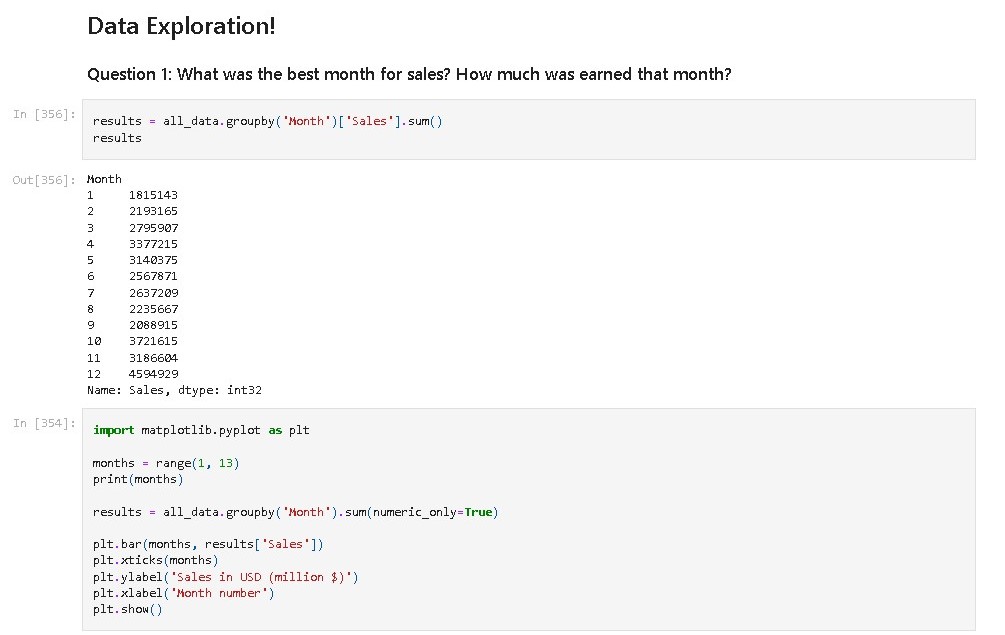 Data Exploration!
Question 1: What was the best month for sales? How much was earned that month?
In [356]:
results = all_data.groupby('Month')['Sales'].sum()
results
Out[356]:
Month
1 1815143
2 2193165
3 2795907
4 3377215
5 3140375
6 2567871
7 2637209
8 2235667
9 2088915
10 3721615
11 3186604
12 4594929
Name: Sales, dtype: int32
In [354]:
import matplotlib.pyplot as plt
months = range(1, 13)
print(months)
results = all_data.groupby('Month').sum(numeric_only=True)
plt.bar(months, results['Sales'])
plt.xticks(months)
plt.ylabel('Sales in USD (million $)')
plt.xlabel('Month number')
plt.show()